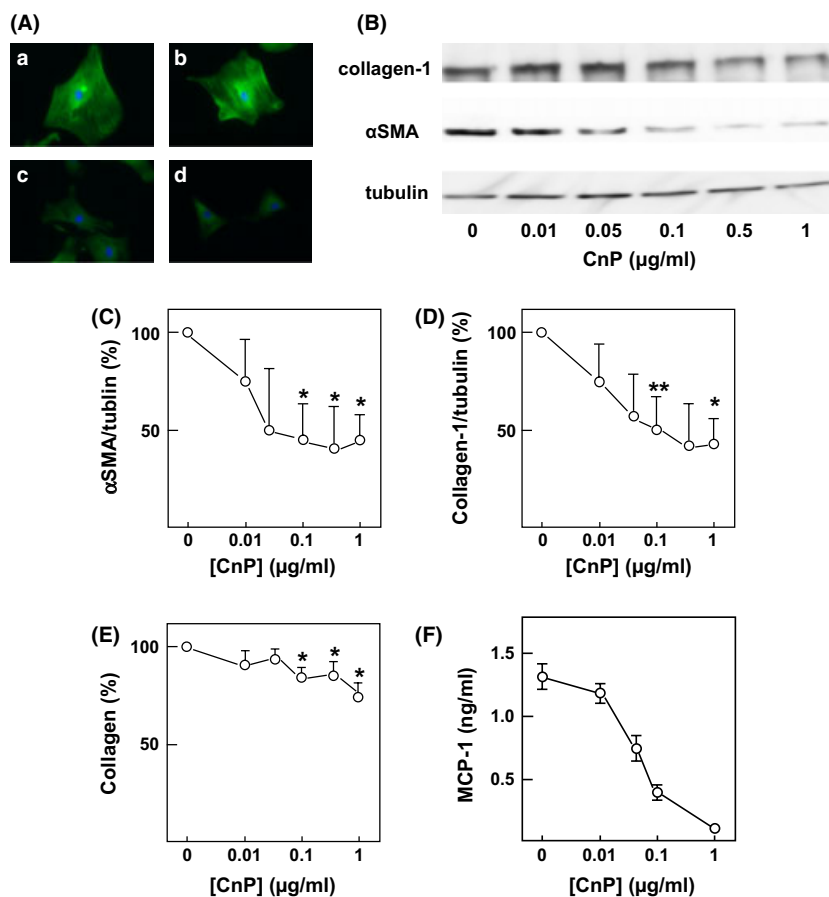 (A)
a
b
c
d
(B)
collagen-1
αSMA
tubulin
0 0.01 0.05 0.1 0.5 1
CnP (µg/ml)
(C)
αSMA/tublin (%)
100
50
* * *
0 0.01 0.1 1
[CnP] (µg/ml)
(D)
Collagen-1/tubulin (%)
100
50
** *
0 0.01 0.1 1
[CnP] (µg/ml)
(E)
Collagen (%)
100
50
* * *
0 0.01 0.1 1
[CnP] (µg/ml)
(F)
MCP-1 (ng/ml)
1.5
1.0
0.5
0 0.01 0.1 1
[CnP] (µg/ml)